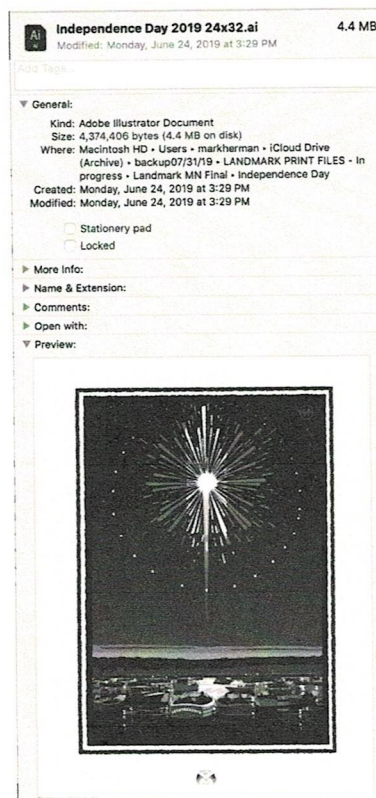 Ai
Independence Day 2019 24x32.ai
4.4 MB
Modified: Monday, June 24, 2019 at 3:29 PM
Add Tags...
General:
Kind: Adobe Illustrator Document
Size: 4,374,406 bytes (4.4 MB on disk)
Where: Macintosh HD • Users • markherman • iCloud Drive
(Archive) • backup07/31/19 • LANDMARK PRINT FILES - In
progress • Landmark MN Final • Independence Day
Created: Monday, June 24, 2019 at 3:29 PM
Modified: Monday, June 24, 2019 at 3:29 PM
Stationery pad
Locked
More Info:
Name & Extension:
Comments:
Open with:
Preview: